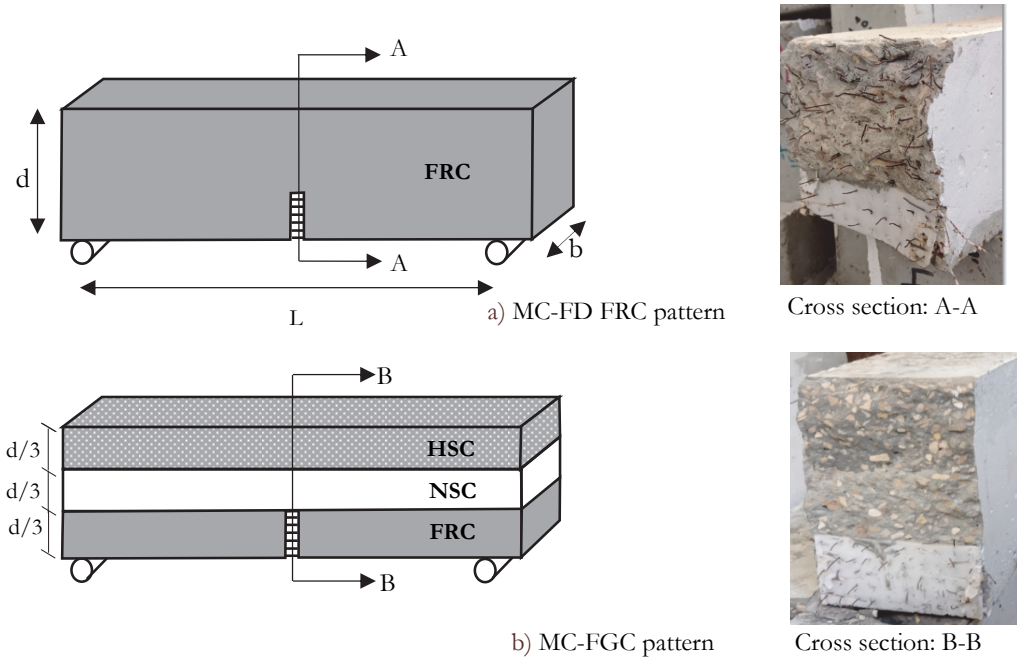 A
d
FRC
A
b
L
a) MC-FD FRC pattern
Cross section: A-A
B
d/3
HSC
d/3
NSC
d/3
FRC
B
b) MC-FGC pattern
Cross section: B-B